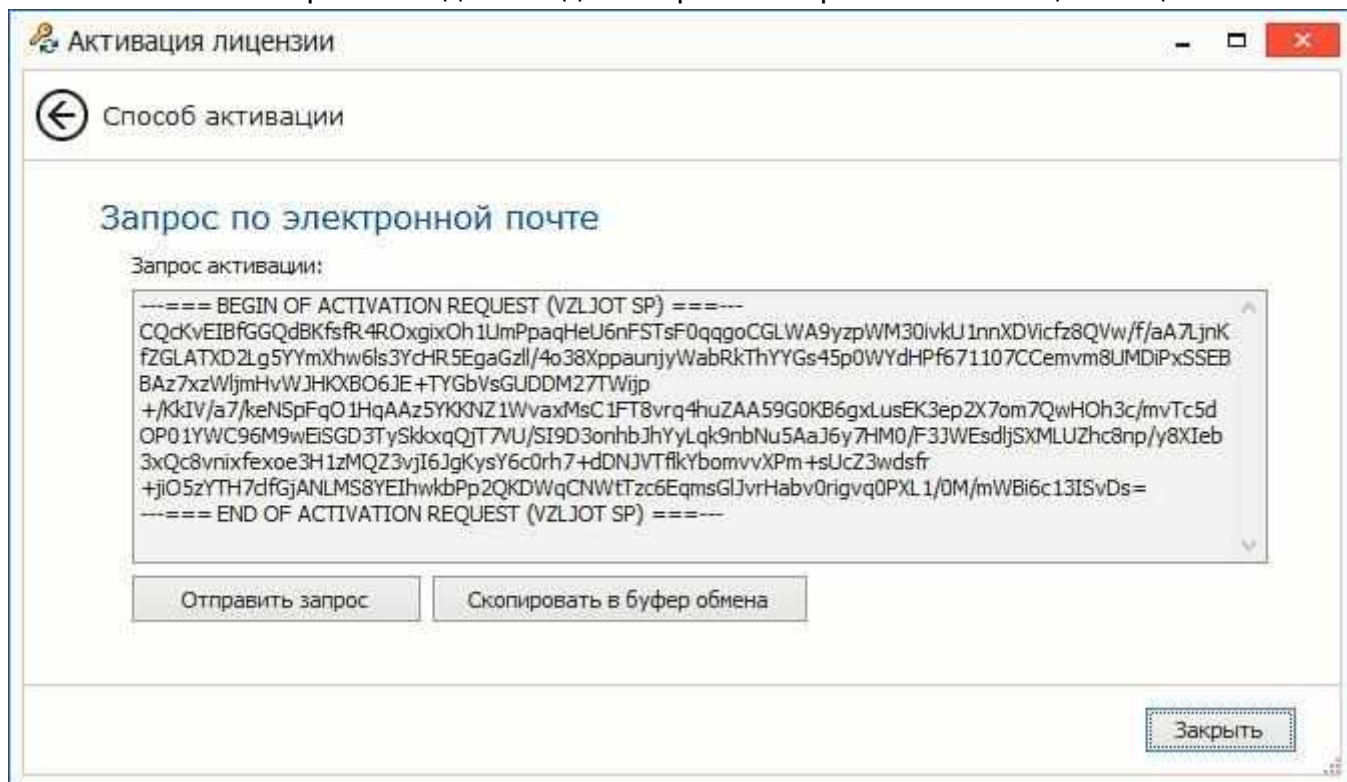 Активация лицензии
Способ активации
Запрос по электронной почте
Запрос активации:
---=== BEGIN OF ACTIVATION REQUEST (VZLJOT SP) ===---
CQcKvEIBfGGQdBKfsfR4ROxgixOh1UmPpaqHeU6nFSTsF0qqgoCGLWA9yzpWM30ivkU1nnXDVicfz8QVw/f/aA7LjnK
fZGLATXD2Lg5YYmXhw6ls3YcHR5EgaGzll/4o38XppaunjyWabRkThYYGs45p0WYdHPf671107CCemvm8UMDiPxSSEB
BAz7xzWljmHvWJHKXBO6JE+TYGbVsGUDDM27TWijp
+/KkIV/a7/keNSpFqO1HqAAz5YKKNZ1WvaxMsC1FT8vrq4huZAA59G0KB6gxLusEK3ep2X7om7QwHOh3c/mvTc5d
OP01YWC96M9wEiSGD3TySkkxqQjT7VU/SI9D3onhbJhYyLqk9nbNu5AaJ6y7HM0/F3JWEsdljSXMLUZhc8np/y8XIeb
3xQc8vnixfexoe3H1zMQZ3vjI6JgKysY6c0rh7+dDNJVTflkYbomvvXPm+sUcZ3wdsfr
+jiO5zYTH7dfGjANLMS8YEIhwkbPp2QKDWqCNWtTzc6EqmsGlJvrHabv0rigvq0PXL1/0M/mWBi6c13ISvDs=
---=== END OF ACTIVATION REQUEST (VZLJOT SP) ===---
Отправить запрос
Скопировать в буфер обмена
Закрыть